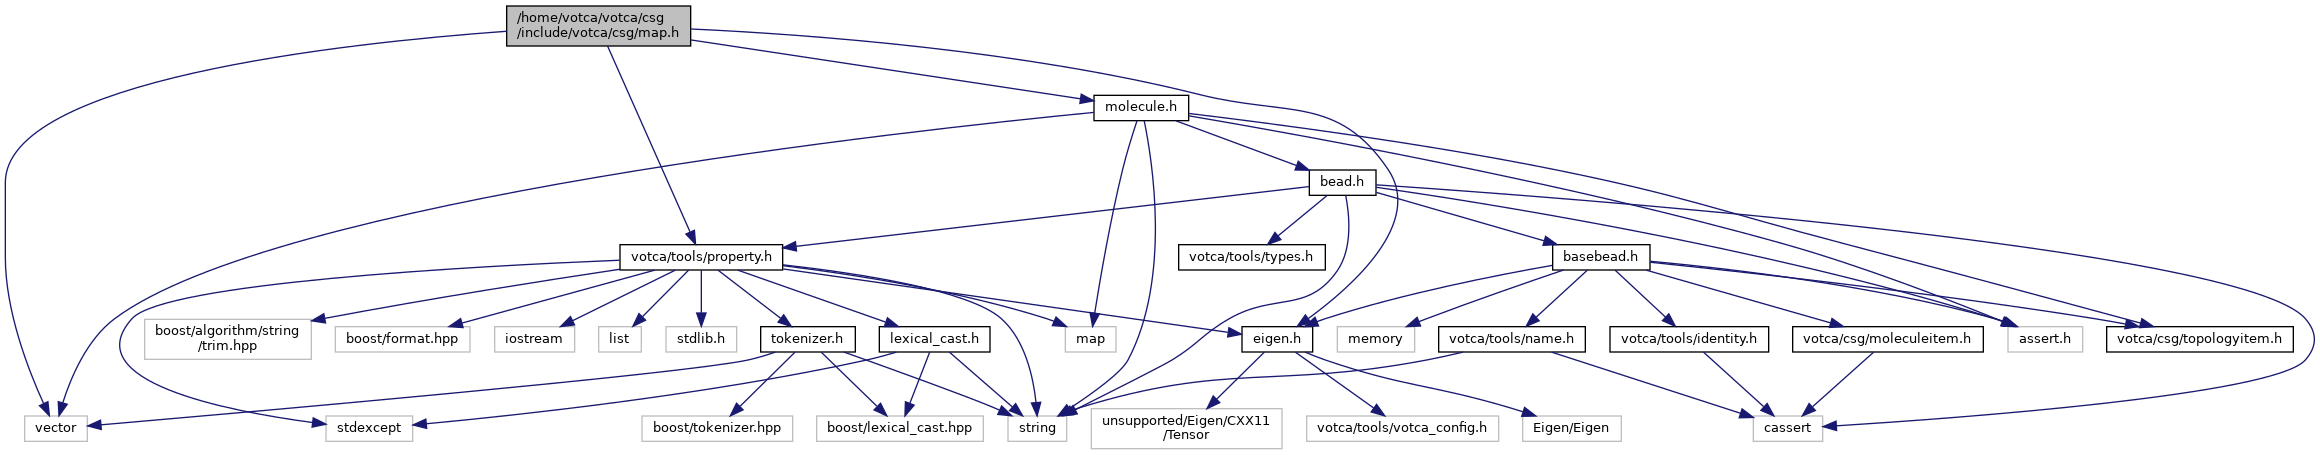 /home/votca/votca/csg
/include/votca/csg/map.h
molecule.h
bead.h
votca/tools/property.h
votca/tools/types.h
basebead.h
boost/algorithm/string
/trim.hpp
boost/format.hpp
iostream
list
stdlib.h
tokenizer.h
lexical_cast.h
map
eigen.h
memory
votca/tools/name.h
votca/tools/identity.h
votca/csg/moleculeitem.h
assert.h
votca/csg/topologyitem.h
vector
stdexcept
boost/tokenizer.hpp
boost/lexical_cast.hpp
string
unsupported/Eigen/CXX11
/Tensor
votca/tools/votca_config.h
Eigen/Eigen
cassert